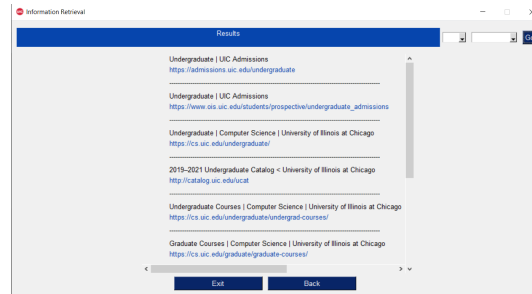 Information Retrieval
Results
Undergraduate | UIC Admissions
https://admissions.uic.edu/undergraduate
Undergraduate | UIC Admissions
https://www.ois.uic.edu/students/prospective/undergraduate_admissions
Undergraduate | Computer Science | University of Illinois at Chicago
https://cs.uic.edu/undergraduate/
2019–2021 Undergraduate Catalog < University of Illinois at Chicago
http://catalog.uic.edu/ucat
Undergraduate Courses | Computer Science | University of Illinois at Chicago
https://cs.uic.edu/undergraduate/undergrad-courses/
Graduate Courses | Computer Science | University of Illinois at Chicago
https://cs.uic.edu/graduate/graduate-courses/
Exit Back